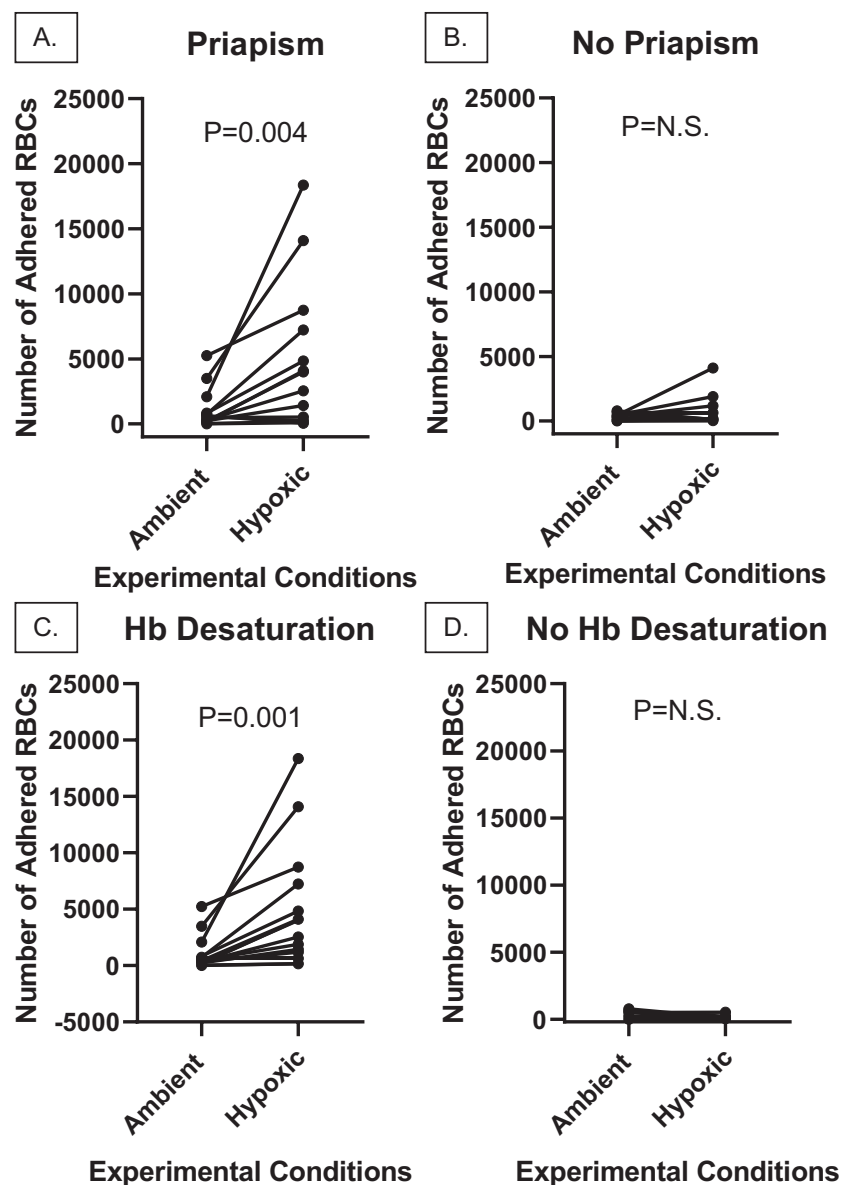 A.
Priapism
Number of Adhered RBCs
25000
20000
15000
10000
5000
0
P=0.004
Ambient
Hypoxic
Experimental Conditions
B.
No Priapism
Number of Adhered RBCs
25000
20000
15000
10000
5000
0
P=N.S.
Ambient
Hypoxic
Experimental Conditions
C.
Hb Desaturation
Number of Adhered RBCs
25000
20000
15000
10000
5000
0
-5000
P=0.001
Ambient
Hypoxic
Experimental Conditions
D.
No Hb Desaturation
Number of Adhered RBCs
25000
20000
15000
10000
5000
0
P=N.S.
Ambient
Hypoxic
Experimental Conditions